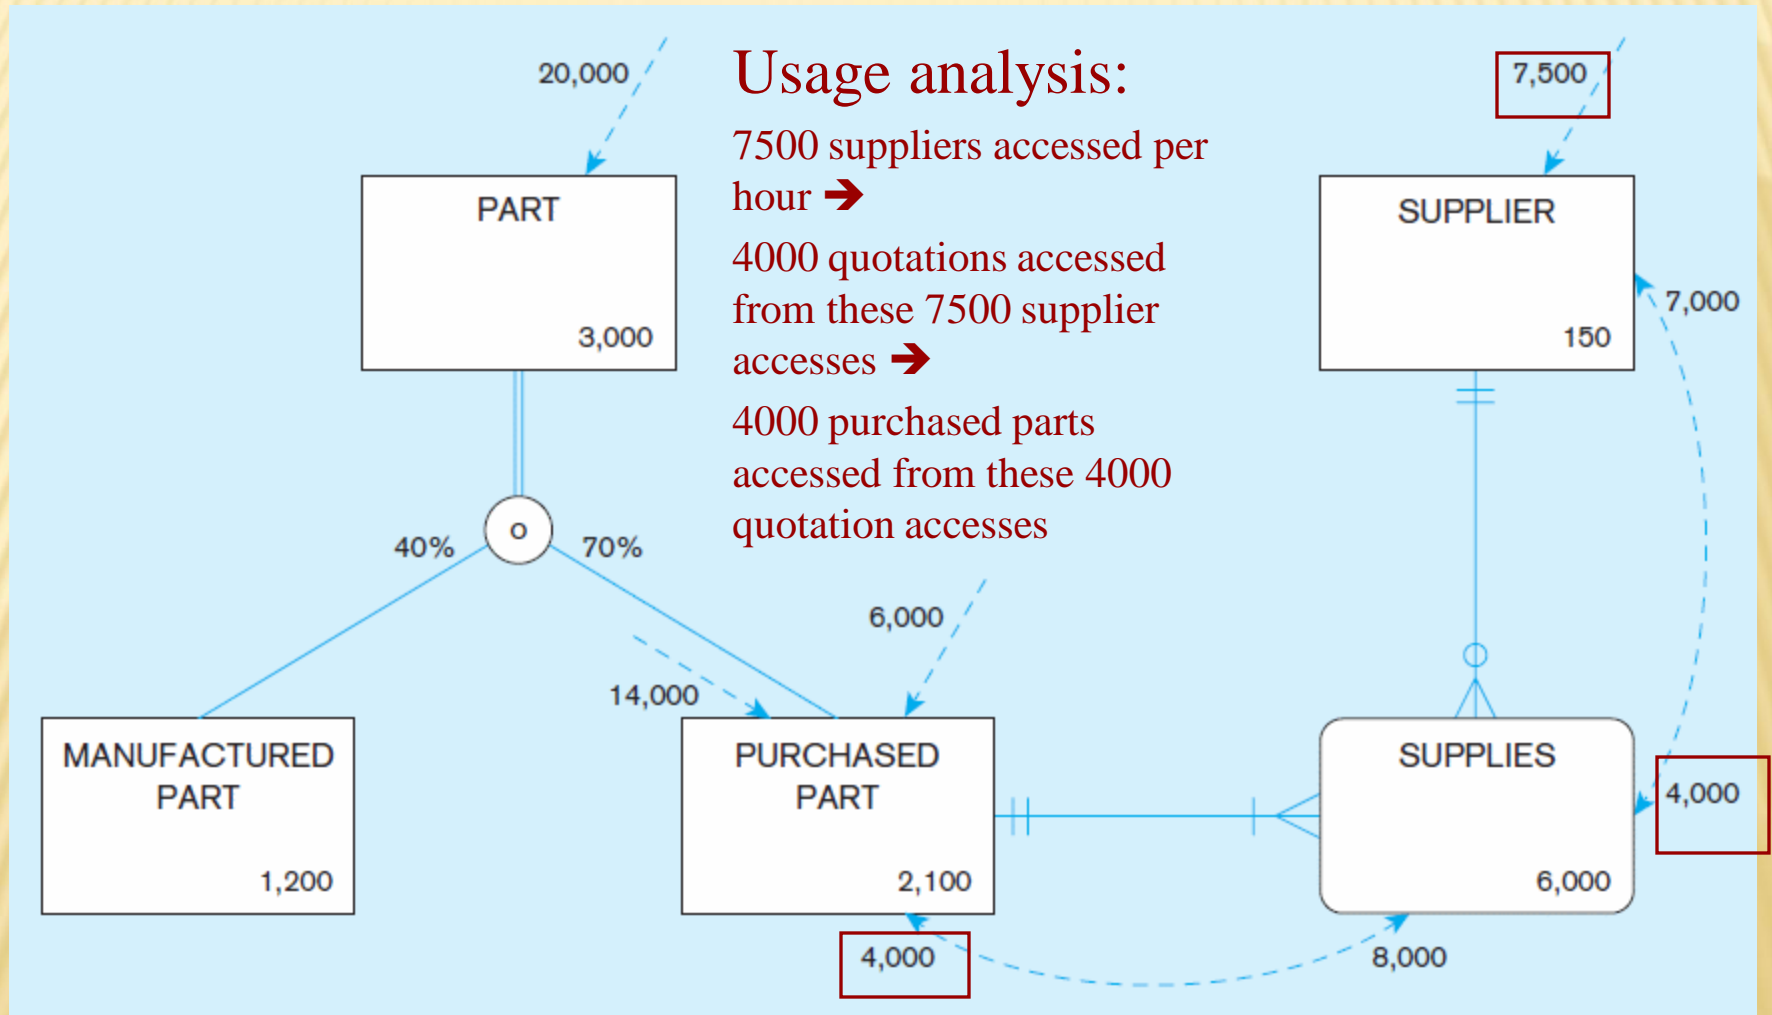 20,000
Usage analysis:
7500 suppliers accessed per
hour ➔
4000 quotations accessed
from these 7500 supplier
accesses ➔
4000 purchased parts
accessed from these 4000
quotation accesses
7,500
PART
3,000
SUPPLIER
150
7,000
40%
o
70%
6,000
14,000
MANUFACTURED
PART
1,200
PURCHASED
PART
2,100
SUPPLIES
6,000
4,000
4,000
8,000